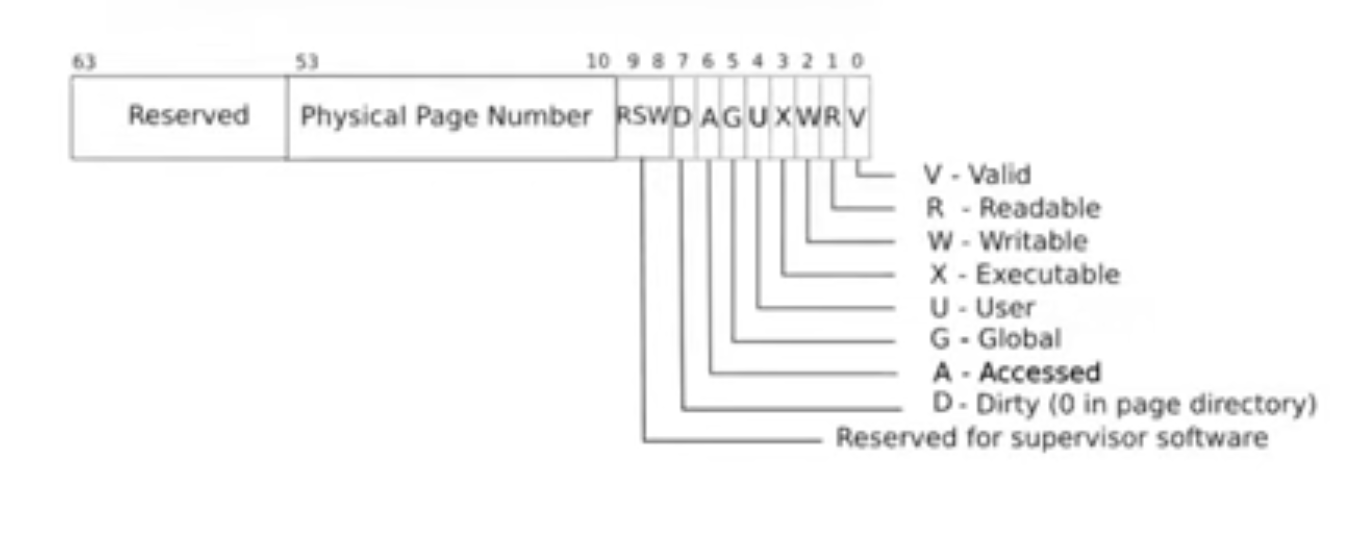 63 53 10 9 8 7 6 5 4 3 2 1 0
Reserved Physical Page Number RSW D A G U X W R V
V - Valid
R - Readable
W - Writable
X - Executable
U - User
G - Global
A - Accessed
D - Dirty (0 in page directory)
Reserved for supervisor software